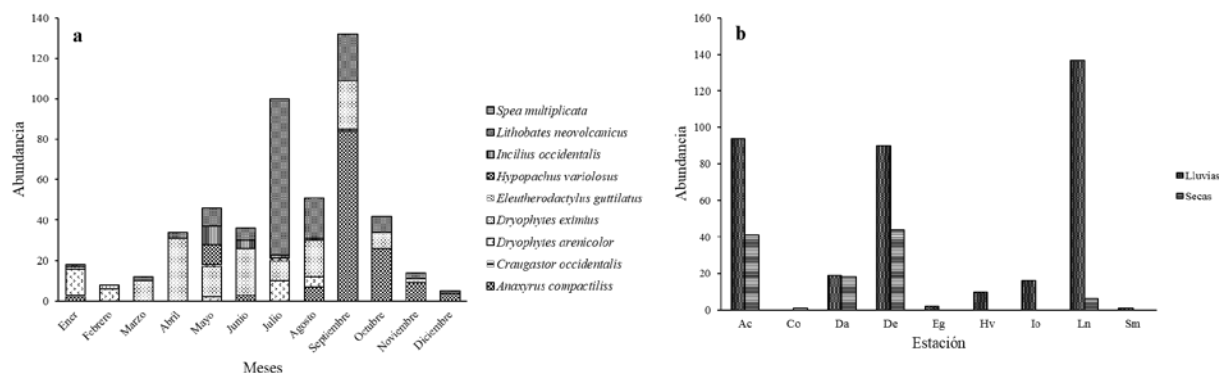 a
Abundancia
140
120
100
80
60
40
20
0
Ener
Febrero
Marzo
Abril
Mayo
Junio
Julio
Agosto
Septiembre
Octubre
Noviembre
Diciembre
Meses
Spea multiplicata
Lithobates neovolcanicus
Incilius occidentalis
Hypopachus variolosus
Eleutherodactylus guttilatus
Dryophytes eximius
Dryophytes arenicolor
Craugastor occidentalis
Anaxyrus compactiliss
b
Abundancia
160
140
120
100
80
60
40
20
0
Ac
Co
Da
De
Eg
Hv
Io
Ln
Sm
Estación
Lluvias
Secas